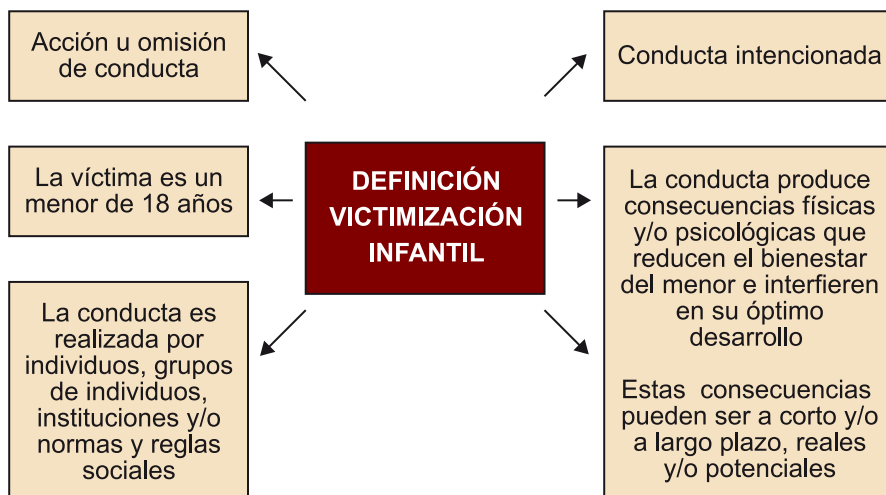 Acción u omisión
de conducta
Conducta intencionada
La víctima es un
menor de 18 años
DEFINICIÓN
VICTIMIZACIÓN
INFANTIL
La conducta produce
consecuencias físicas
y/o psicológicas que
reducen el bienestar
del menor e interfieren
en su óptimo
desarrollo
Estas consecuencias
pueden ser a corto y/o
a largo plazo, reales
y/o potenciales
La conducta es
realizada por
individuos, grupos
de individuos,
instituciones y/o
normas y reglas
sociales